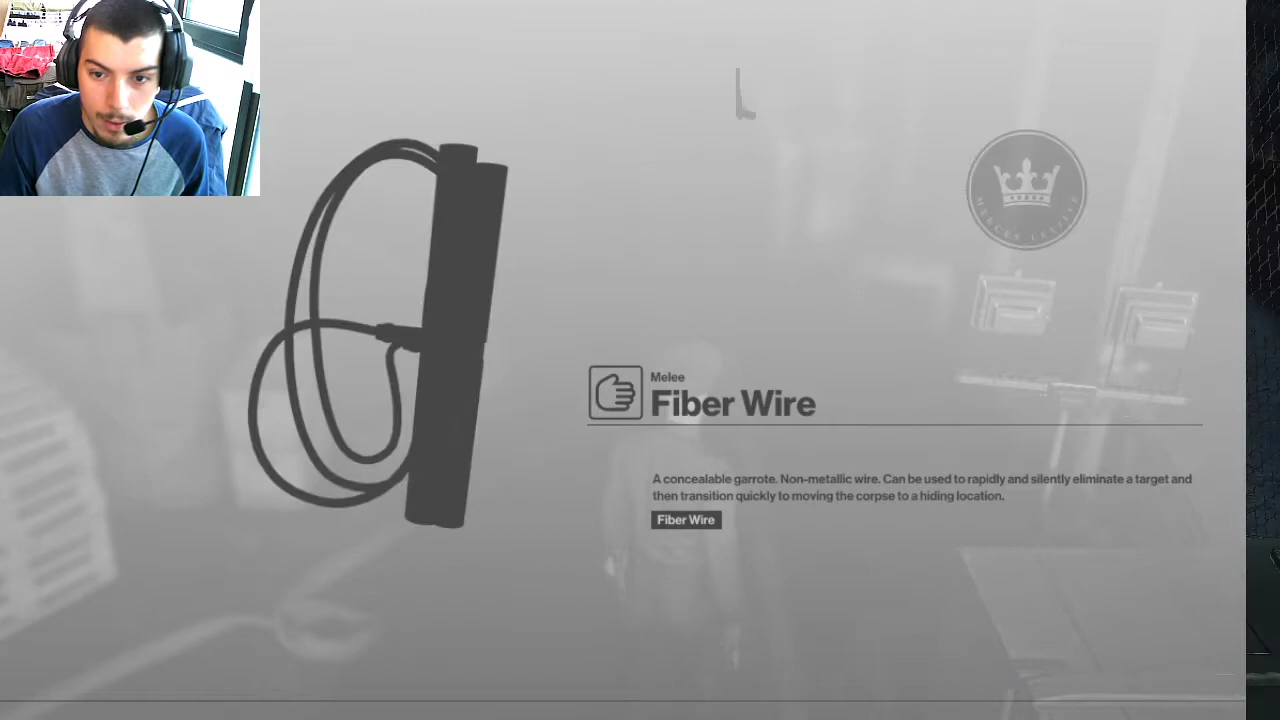 Melee
Fiber Wire
A concealable garrote. Non-metallic wire. Can be used to rapidly and silently eliminate a target and
then transition quickly to moving the corpse to a hiding location.
Fiber Wire